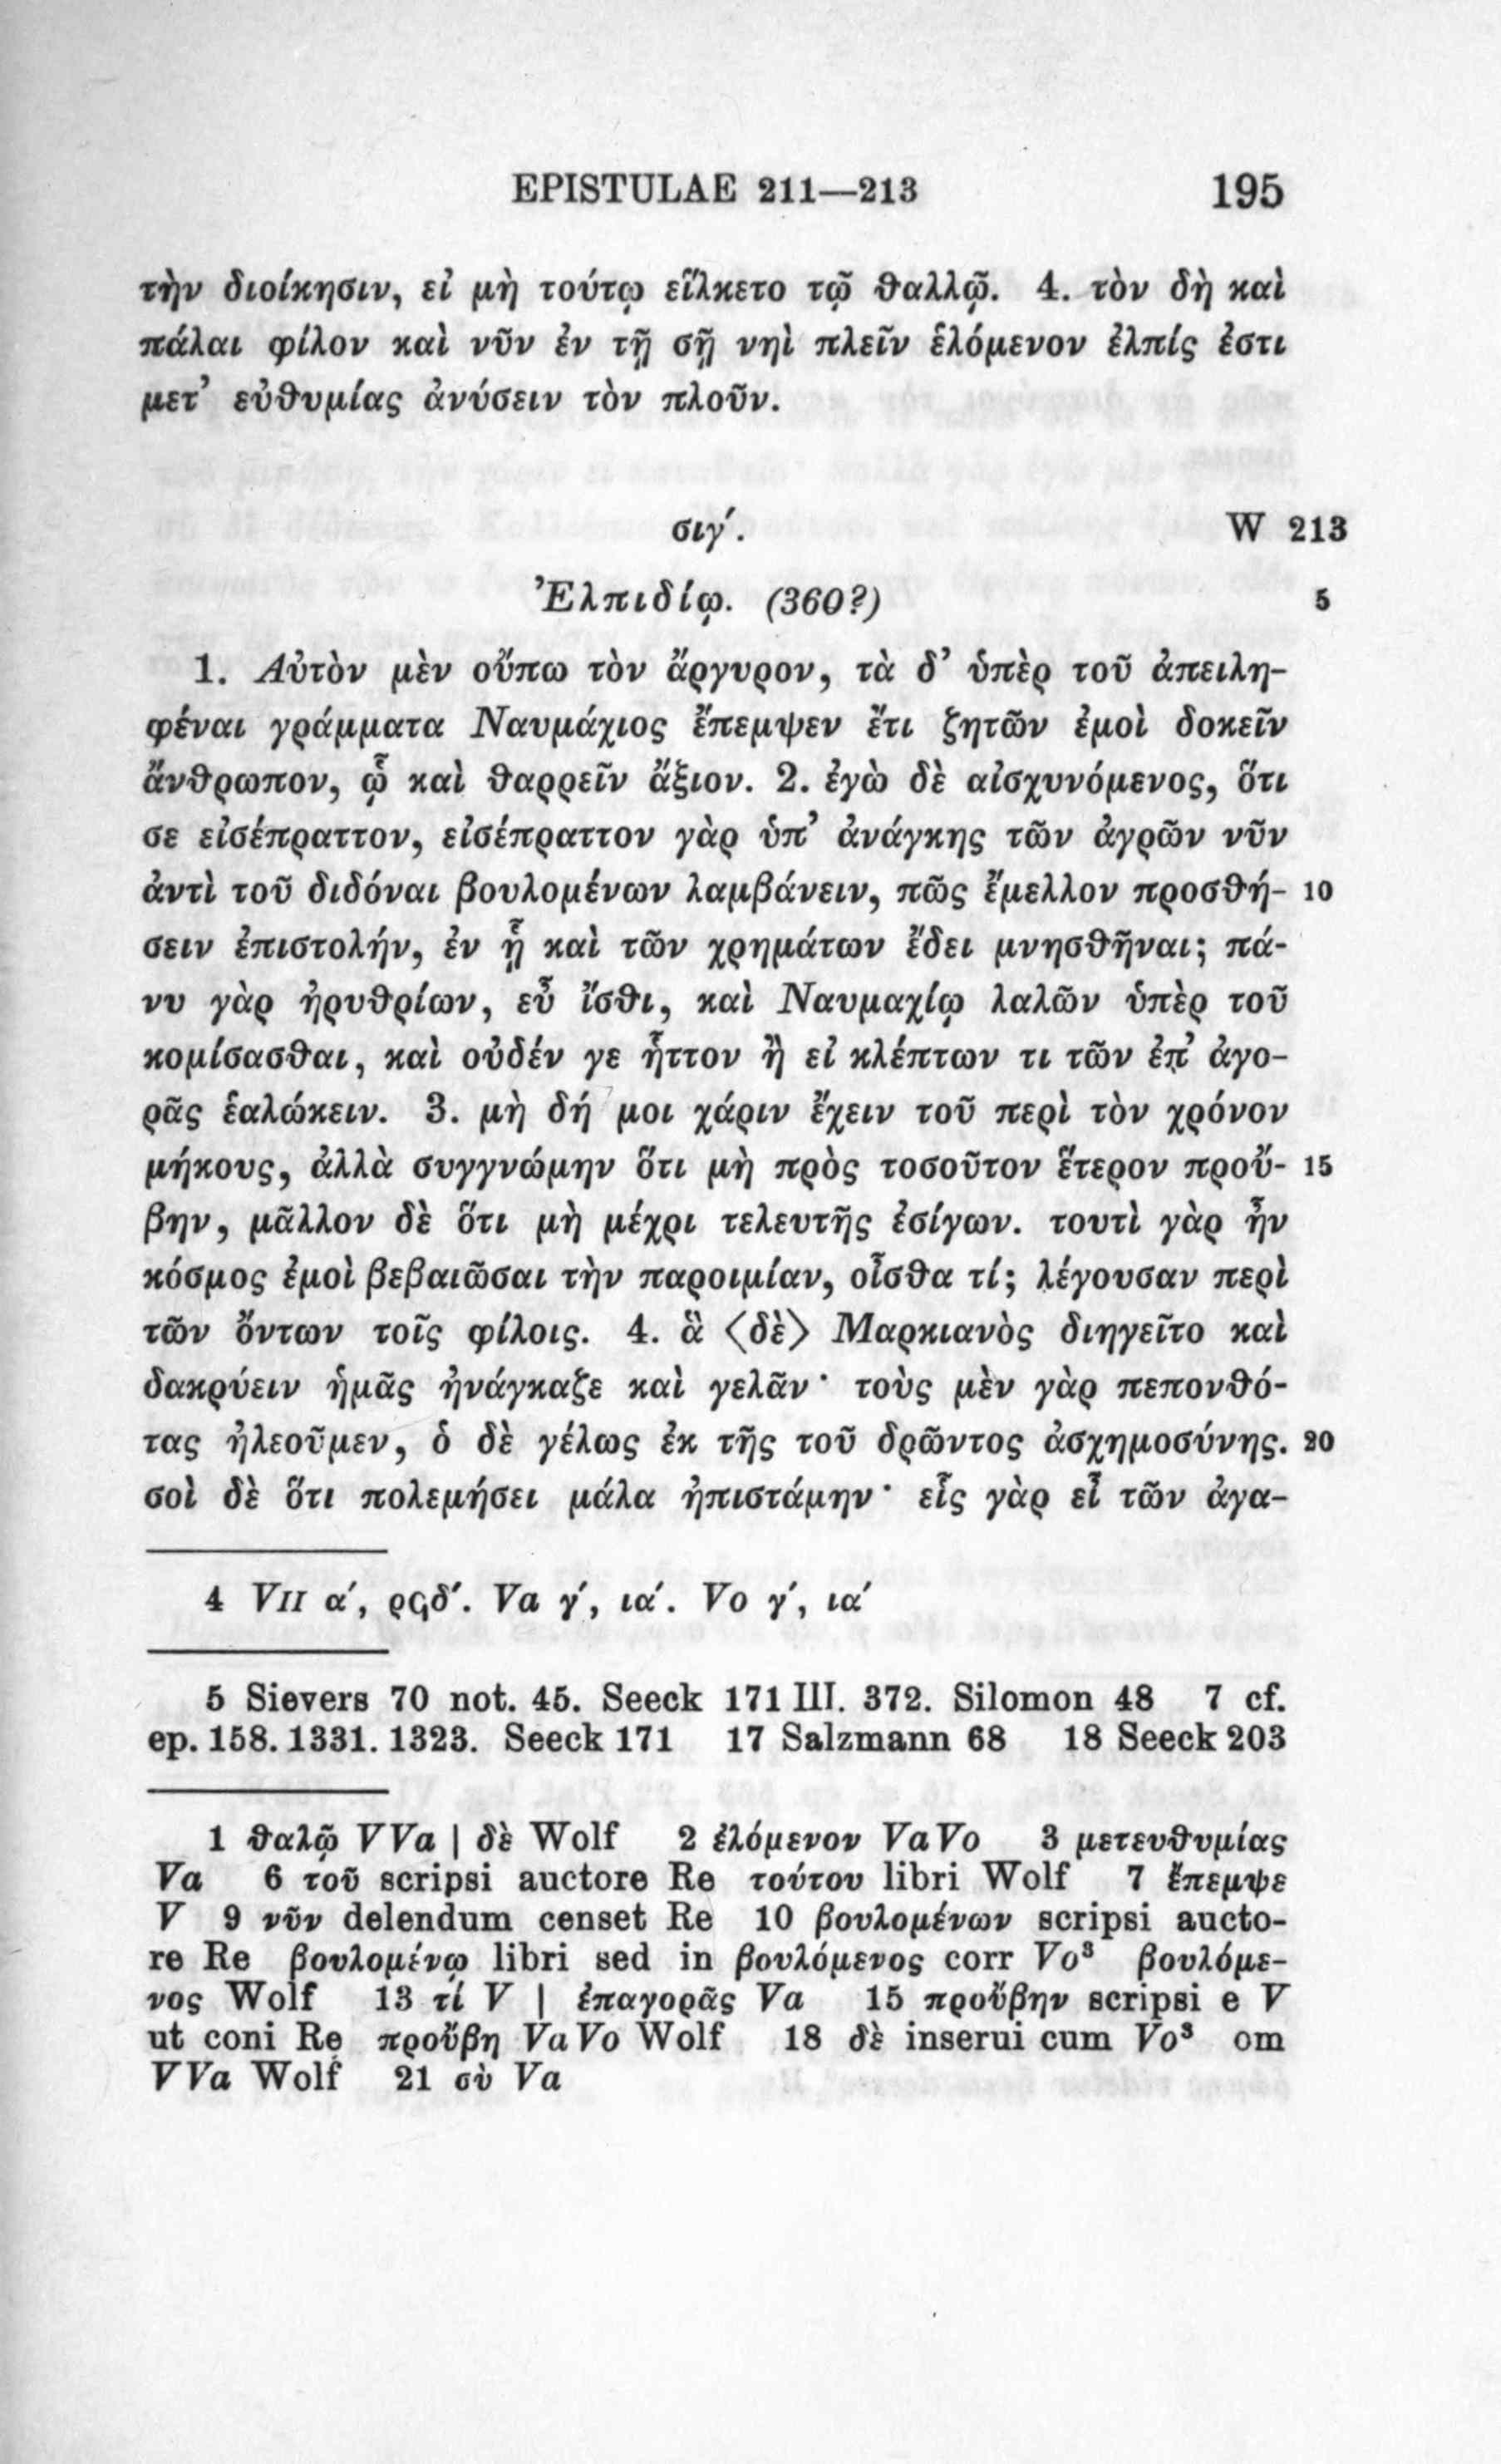 EPISTULAE 211—213 195
τὴν διοίκησιν, εἰ μὴ τούτῳ εἵλκετο τῷ θαλλῷ. 4. τὸν δὴ καὶ
πάλαι φίλον καὶ νῦν ἐν τῇ σῇ νηὶ πλεῖν ἑλόμενον ἐλπίς ἐστι
μετ’ εὐθυμίας ἀνύσειν τὸν πλοῦν.
σιγ′. W 213
Ἐλπιδίῳ. (360?) 5
1. Αὐτὸν μὲν οὔπω τὸν ἄργυρον, τὰ δ’ ὑπὲρ τοῦ ἀπειλη-
φέναι γράμματα Ναυμάχιος ἔπεμψεν ἔτι ζητῶν ἐμοὶ δοκεῖν
ἄνθρωπον, ᾧ καὶ θαρρεῖν ἄξιον. 2. ἐγὼ δὲ αἰσχυνόμενος, ὅτι
σε εἰσέπραττον, εἰσέπραττον γὰρ ὑπ’ ἀνάγκης τῶν ἀγρῶν νῦν
ἀντὶ τοῦ διδόναι βουλομένων λαμβάνειν, πῶς ἔμελλον προσθή- 10
σειν ἐπιστολήν, ἐν ᾗ καὶ τῶν χρημάτων ἔδει μνησθῆναι; πά-
νυ γὰρ ἠρυθρίων, εὖ ἴσθι, καὶ Ναυμαχίῳ λαλῶν ὑπὲρ τοῦ
κομίσασθαι, καὶ οὐδέν γε ἧττον ἢ εἰ κλέπτων τι τῶν ἐπ’ ἀγο-
ρᾶς ἑαλώκειν. 3. μὴ δή μοι χάριν ἔχειν τοῦ περὶ τὸν χρόνον
μήκους, ἀλλὰ συγγνώμην ὅτι μὴ πρὸς τοσοῦτον ἕτερον προὔ- 15
βην, μᾶλλον δὲ ὅτι μὴ μέχρι τελευτῆς ἐσίγων. τουτὶ γὰρ ἦν
κόσμος ἐμοὶ βεβαιῶσαι τὴν παροιμίαν, οἶσθα τί; λέγουσαν περὶ
τῶν ὄντων τοῖς φίλοις. 4. ἃ ⟨δὲ⟩ Μαρκιανὸς διηγεῖτο καὶ
δακρύειν ἡμᾶς ἠνάγκαζε καὶ γελᾶν· τοὺς μὲν γὰρ πεπονθό-
τας ἠλεοῦμεν, ὁ δὲ γέλως ἐκ τῆς τοῦ δρῶντος ἀσχημοσύνης. 20
σοὶ δὲ ὅτι πολεμήσει μάλα ἠπιστάμην· εἷς γὰρ εἶ τῶν ἀγα-
4 VII α′, ρϟδ′. Va γ′, ια′. Vo γ′, ια′
5 Sievers 70 not. 45. Seeck 171 III. 372. Silomon 48 7 cf.
ep. 158. 1331. 1323. Seeck 171 17 Salzmann 68 18 Seeck 203
1 θαλῷ V Va | δὲ Wolf 2 ἐλόμενον Va Vo 3 μετευθυμίας
Va 6 τοῦ scripsi auctore Re τούτου libri Wolf 7 ἔπεμψε
V 9 νῦν delendum censet Re 10 βουλομένων scripsi aucto-
re Re βουλομένῳ libri sed in βουλόμενος corr Vo³ βουλόμε-
νος Wolf 13 τί V | ἐπαγορᾶς Va 15 προὔβην scripsi e V
ut coni Re προὔβη Va Vo Wolf 18 δὲ inserui cum Vo³ om
V Va Wolf 21 σὺ Va